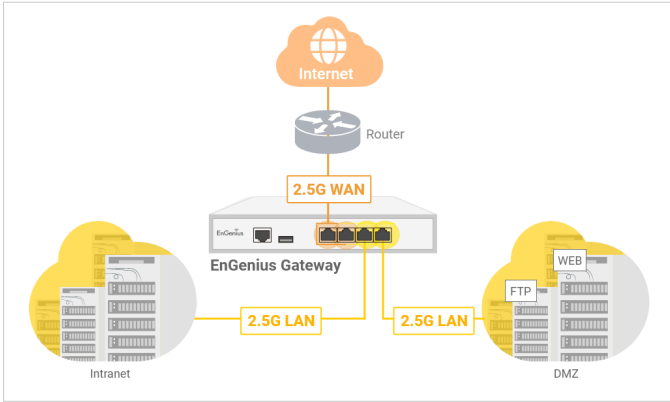 Internet
Router
2.5G WAN
EnGenius
EnGenius Gateway
WEB
FTP
2.5G LAN
2.5G LAN
Intranet
DMZ